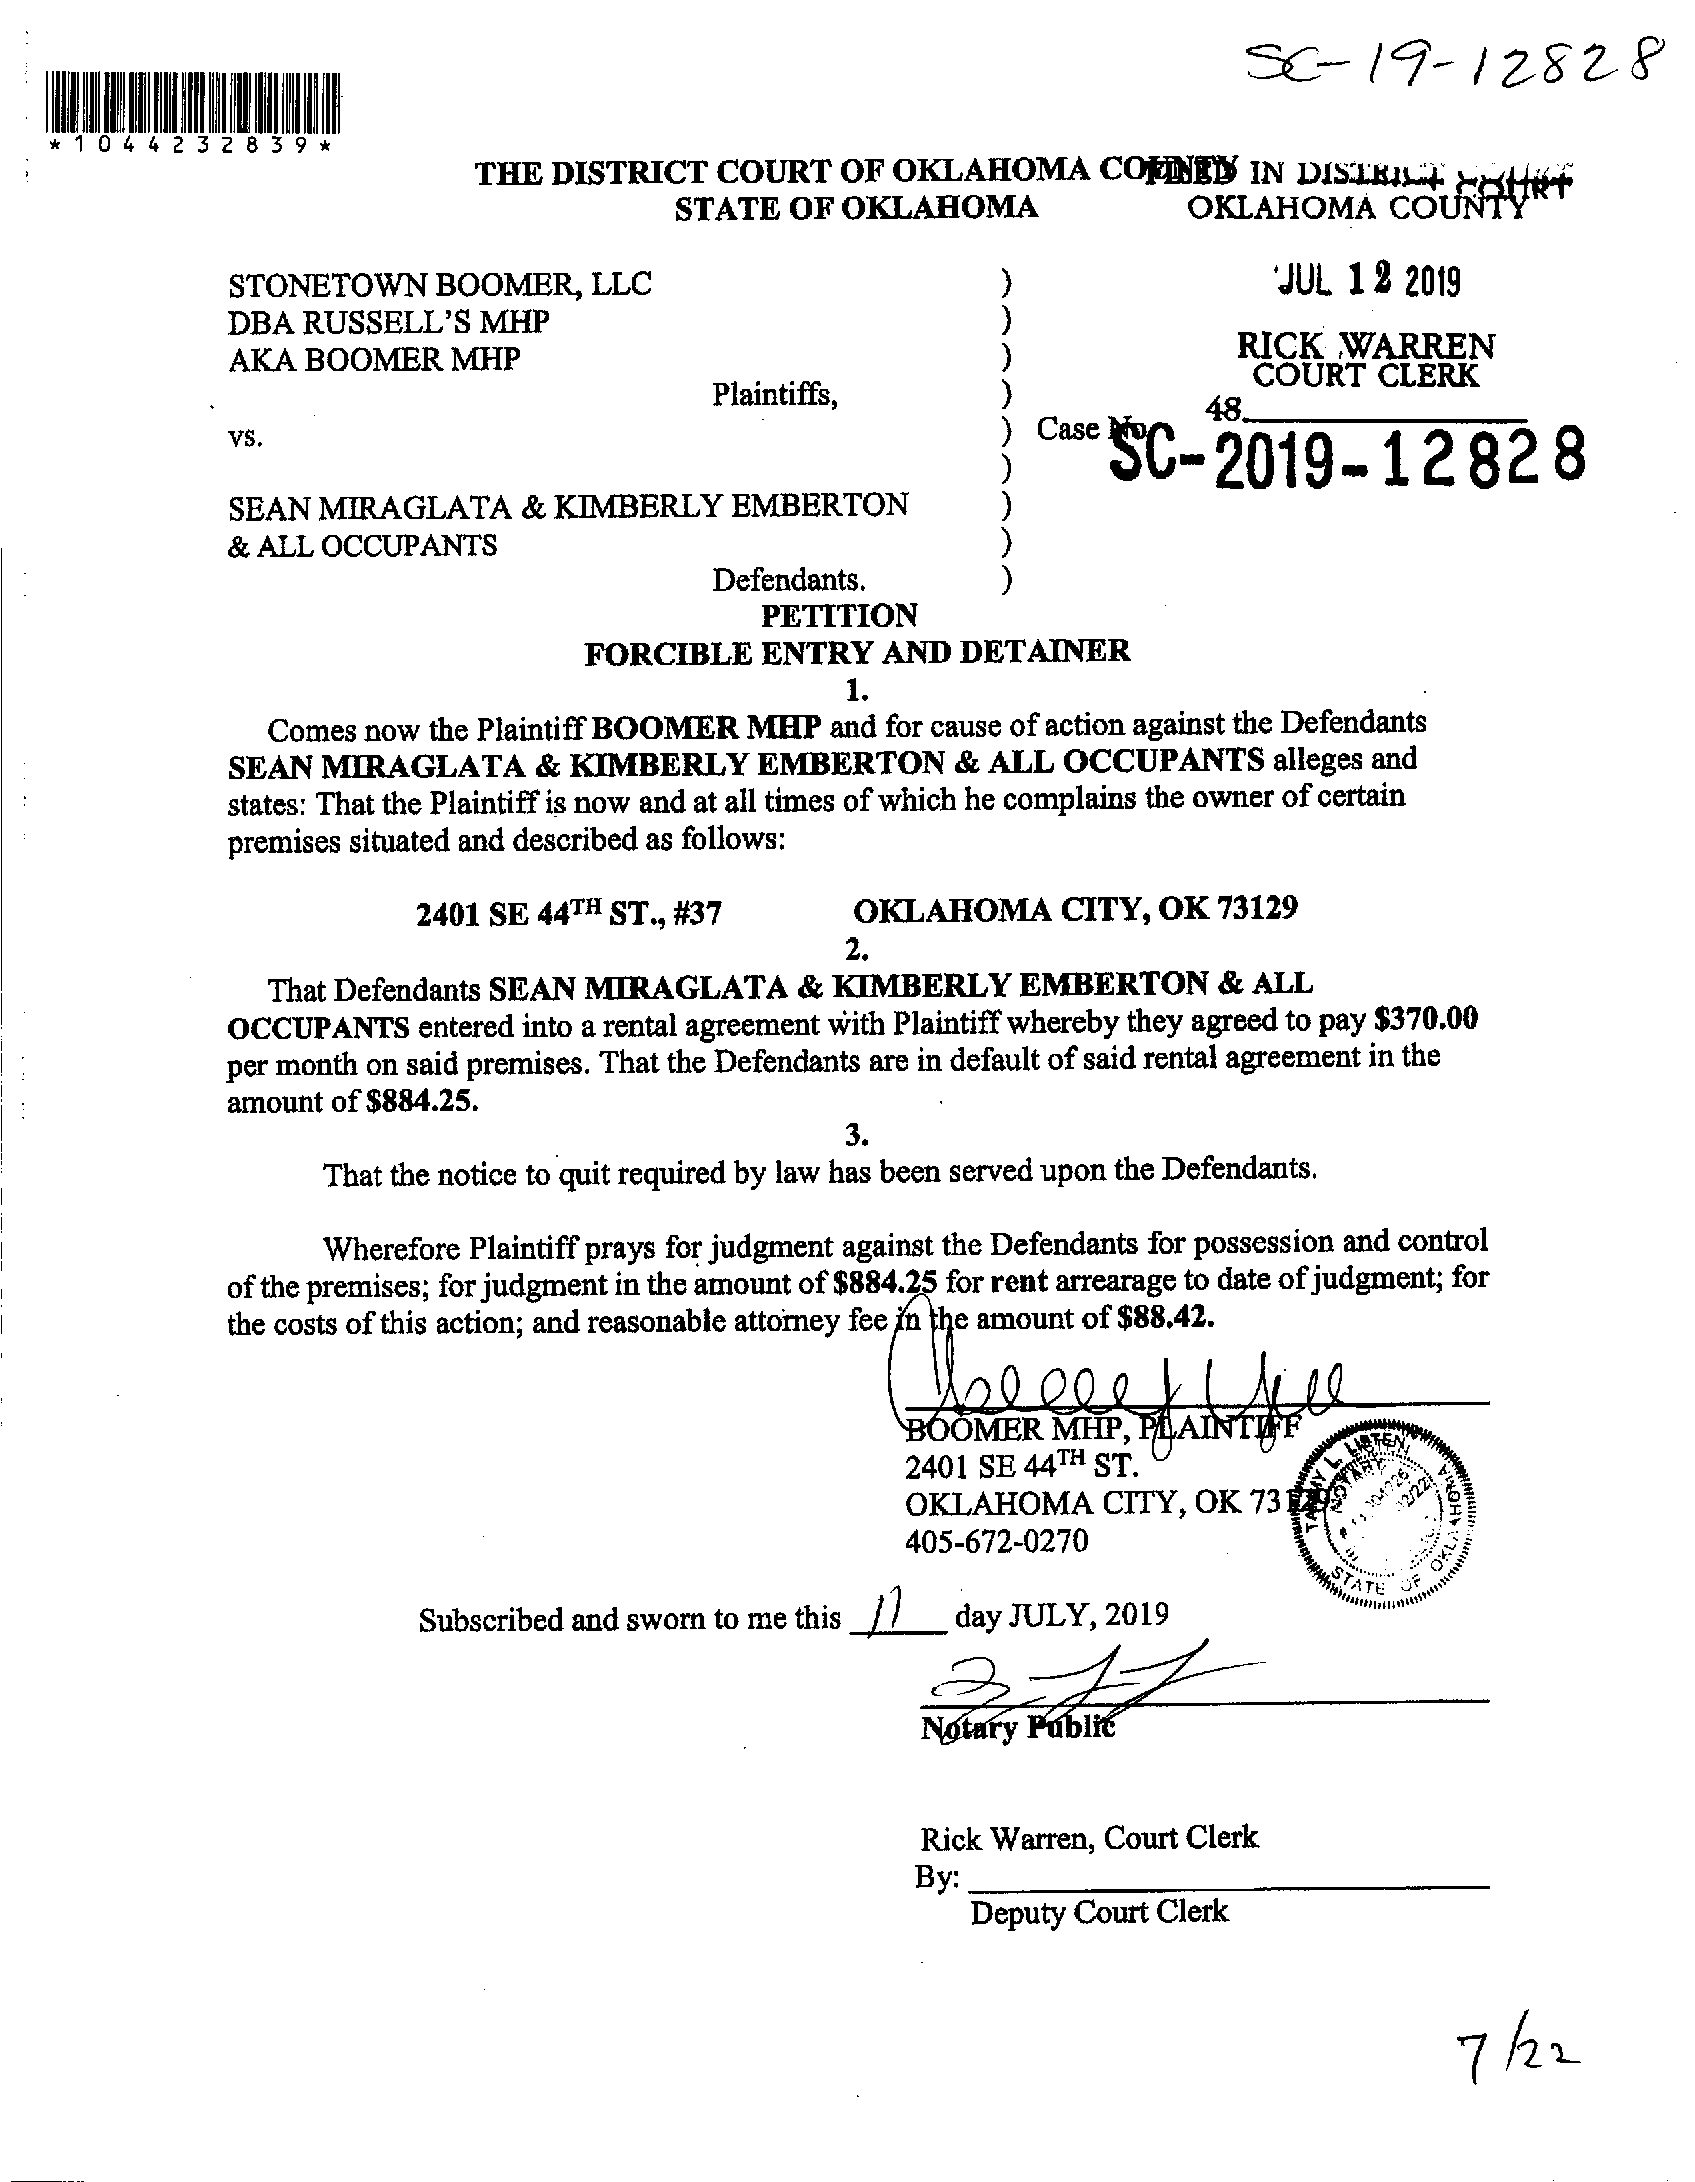 SC-19-12828
*1044232839*
THE DISTRICT COURT OF OKLAHOMA COUNTY
STATE OF OKLAHOMA
FILED IN DISTRICT COURT
OKLAHOMA COUNTY
JUL 12 2019
RICK WARREN
COURT CLERK
48
STONETOWN BOOMER, LLC )
DBA RUSSELL'S MHP )
AKA BOOMER MHP )
Plaintiffs, )
vs. ) Case No.
SC-2019-12828
)
SEAN MIRAGLATA & KIMBERLY EMBERTON )
& ALL OCCUPANTS )
Defendants. )
PETITION
FORCIBLE ENTRY AND DETAINER
1.
Comes now the Plaintiff BOOMER MHP and for cause of action against the Defendants
SEAN MIRAGLATA & KIMBERLY EMBERTON & ALL OCCUPANTS alleges and
states: That the Plaintiff is now and at all times of which he complains the owner of certain
premises situated and described as follows:
2401 SE 44TH ST., #37 OKLAHOMA CITY, OK 73129
2.
That Defendants SEAN MIRAGLATA & KIMBERLY EMBERTON & ALL
OCCUPANTS entered into a rental agreement with Plaintiff whereby they agreed to pay $370.00
per month on said premises. That the Defendants are in default of said rental agreement in the
amount of $884.25.
3.
That the notice to quit required by law has been served upon the Defendants.
Wherefore Plaintiff prays for judgment against the Defendants for possession and control
of the premises; for judgment in the amount of $884.25 for rent arrearage to date of judgment; for
the costs of this action; and reasonable attorney fee in the amount of $88.42.
BOOMER MHP, PLAINTIFF
2401 SE 44TH ST.
OKLAHOMA CITY, OK 73129
405-672-0270
TAMMY L. LISTEN
NOTARY
STATE OF OKLAHOMA
Subscribed and sworn to me this 11 day JULY, 2019
Notary Public
Rick Warren, Court Clerk
By:
Deputy Court Clerk
7/22